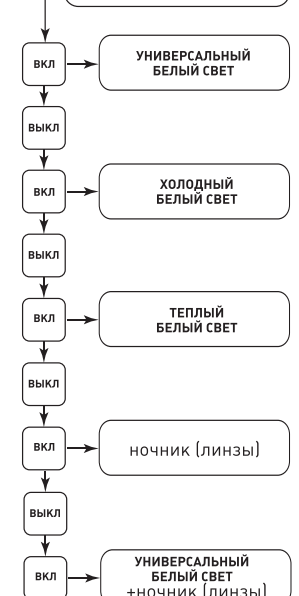 ВКЛ
УНИВЕРСАЛЬНЫЙ
БЕЛЫЙ СВЕТ
ВЫКЛ
ВКЛ
ХОЛОДНЫЙ
БЕЛЫЙ СВЕТ
ВЫКЛ
ВКЛ
ТЕПЛЫЙ
БЕЛЫЙ СВЕТ
ВЫКЛ
ВКЛ
ночник (линзы)
ВЫКЛ
ВКЛ
УНИВЕРСАЛЬНЫЙ
БЕЛЫЙ СВЕТ
+ночник (линзы)